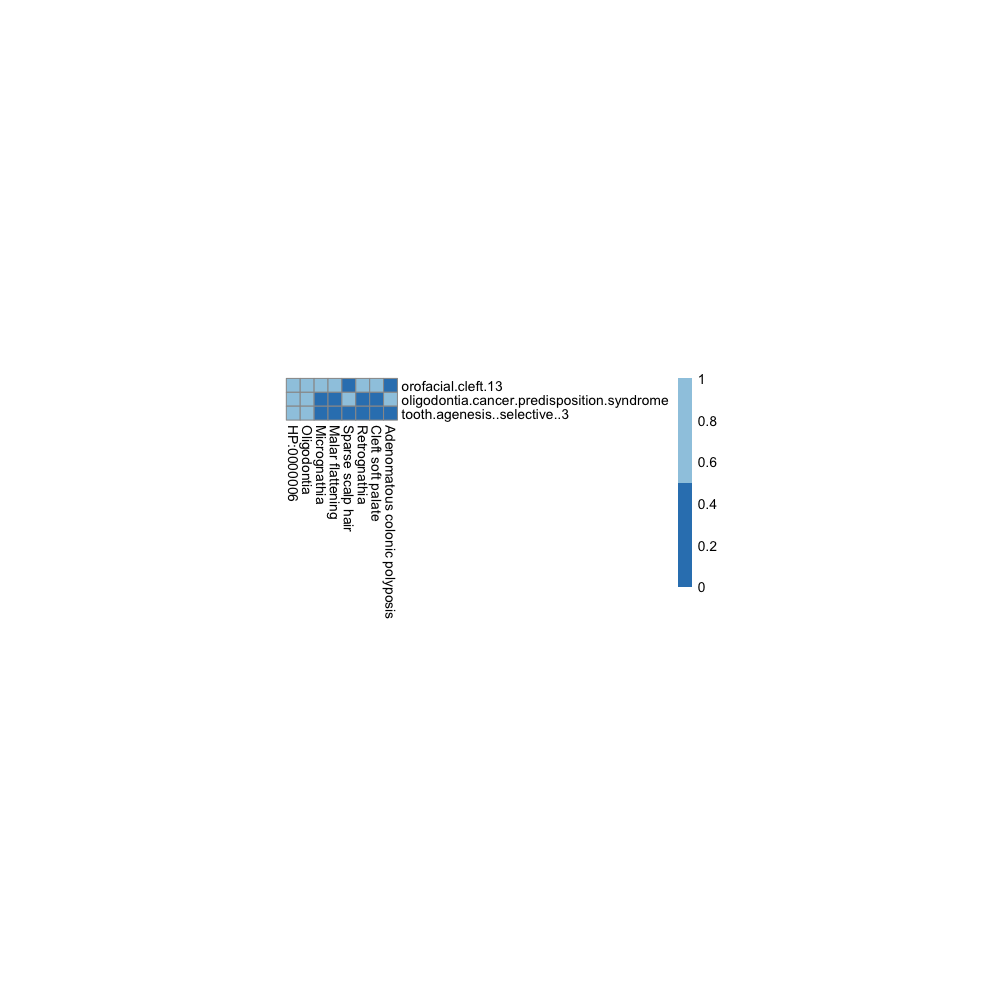 orofacial.cleft.13
oligodontia.cancer.predisposition.syndrome
tooth.agenesis..selective..3
HP:0000006
Oligodontia
Micrognathia
Malar flattening
Sparse scalp hair
Retrognathia
Cleft soft palate
Adenomatous colonic polyposis
1
0.8
0.6
0.4
0.2
0